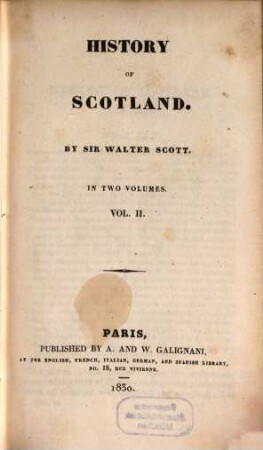 HISTORY
OF
SCOTLAND.
BY SIR WALTER SCOTT.
IN TWO VOLUMES.
VOL. II.
PARIS,
PUBLISHED BY A. AND W. GALIGNANI,
AT THE ENGLISH, FRENCH, ITALIAN, GERMAN, AND SPANISH LIBRARY,
NO. 18, RUE VIVIENNE.
1830.